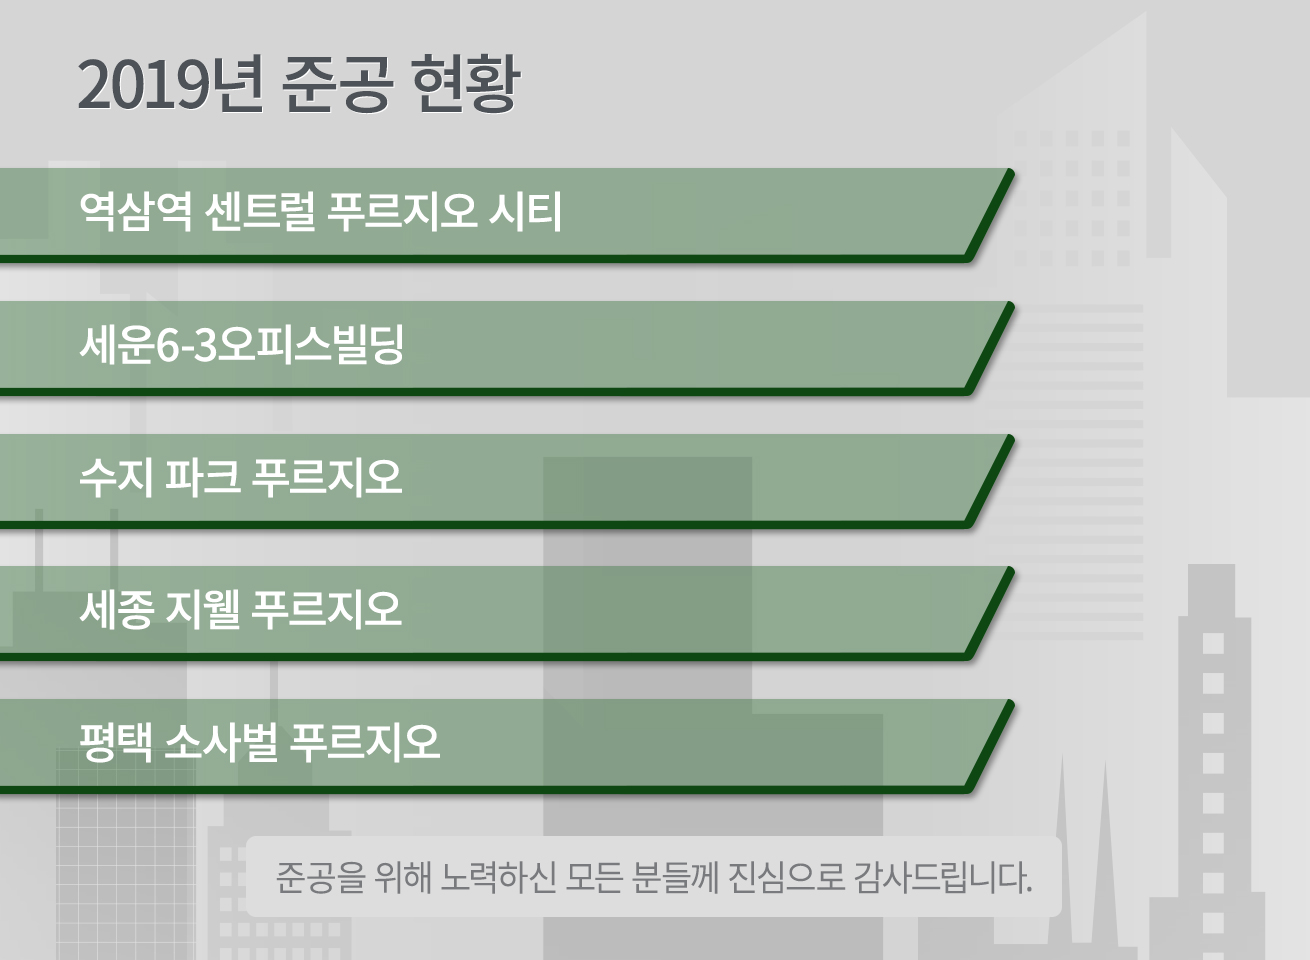 2019년 준공 현황
역삼역 센트럴 푸르지오 시티
세운6-3오피스빌딩
수지 파크 푸르지오
세종 지웰 푸르지오
평택 소사벌 푸르지오
준공을 위해 노력하신 모든 분들께 진심으로 감사드립니다.